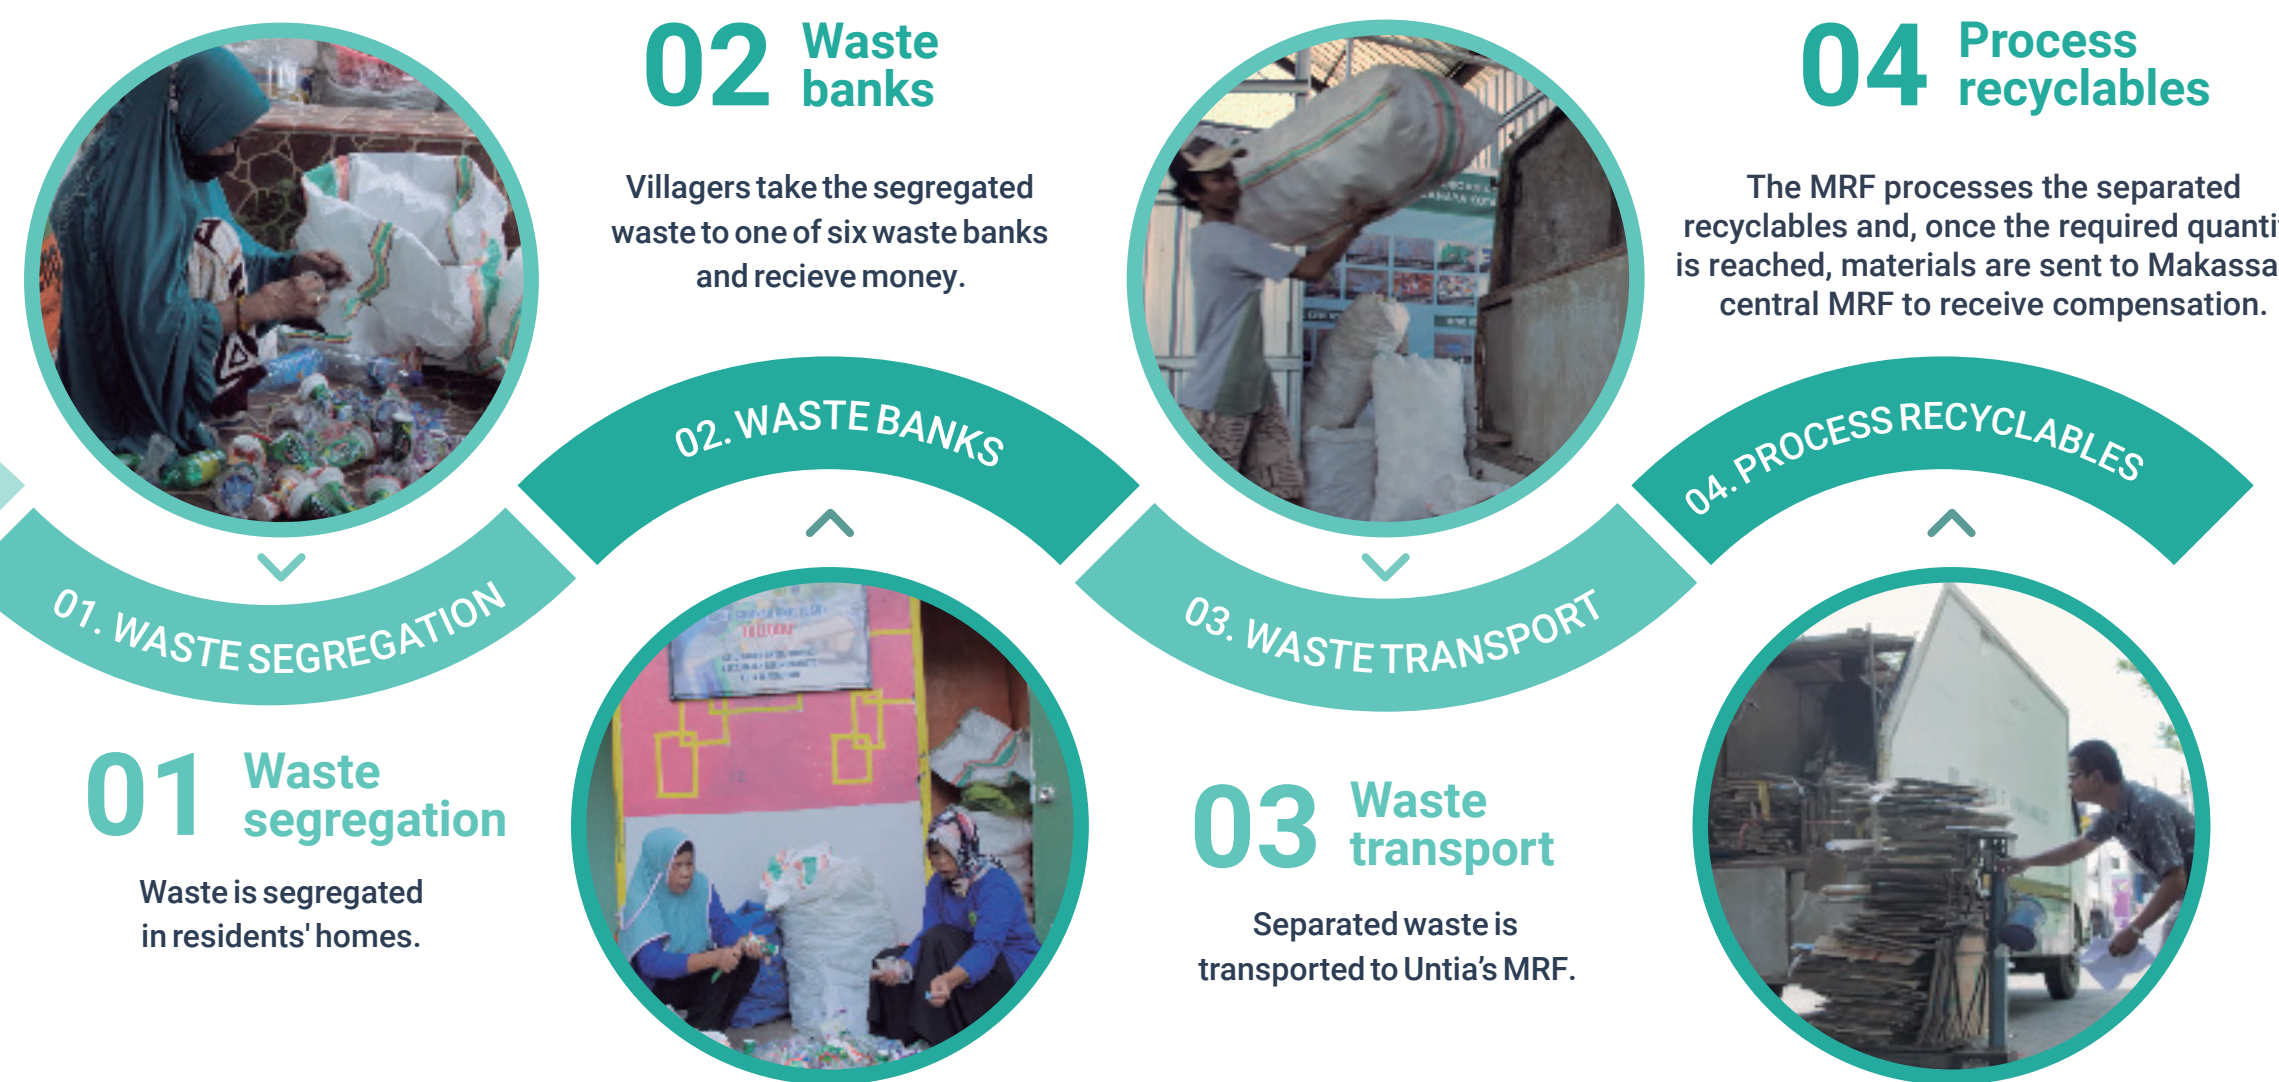 01. WASTE SEGREGATION
01
Waste
segregation
Waste is segregated
in residents' homes.
02
Waste
banks
Villagers take the segregated
waste to one of six waste banks
and recieve money.
02. WASTE BANKS
03. WASTE TRANSPORT
03
Waste
transport
Separated waste is
transported to Untia’s MRF.
04
Process
recyclables
The MRF processes the separated
recyclables and, once the required quanti
is reached, materials are sent to Makassa
central MRF to receive compensation.
04. PROCESS RECYCLABLES